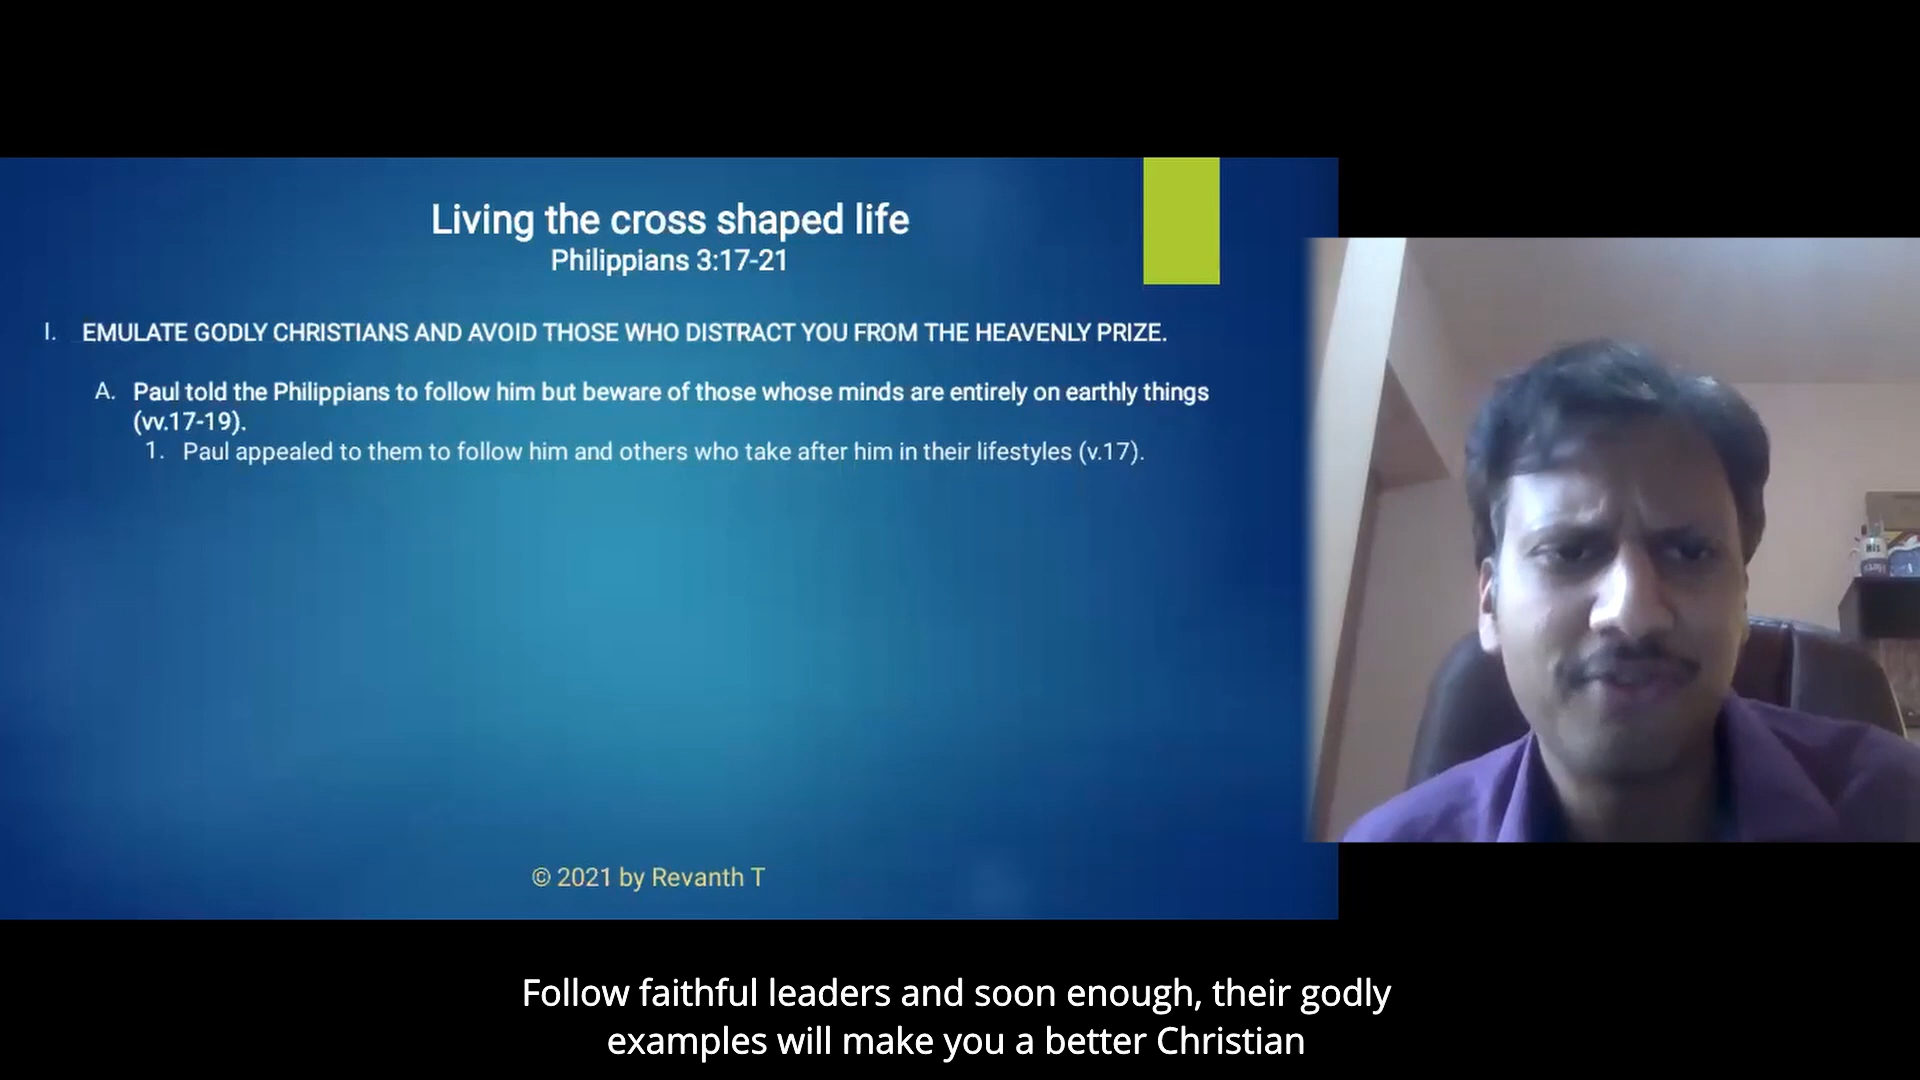 Living the cross shaped life
Philippians 3:17-21
I. EMULATE GODLY CHRISTIANS AND AVOID THOSE WHO DISTRACT YOU FROM THE HEAVENLY PRIZE.
A. Paul told the Philippians to follow him but beware of those whose minds are entirely on earthly things
(vv.17-19).
1. Paul appealed to them to follow him and others who take after him in their lifestyles (v.17).
HIS
© 2021 by Revanth T
Follow faithful leaders and soon enough, their godly
examples will make you a better Christian